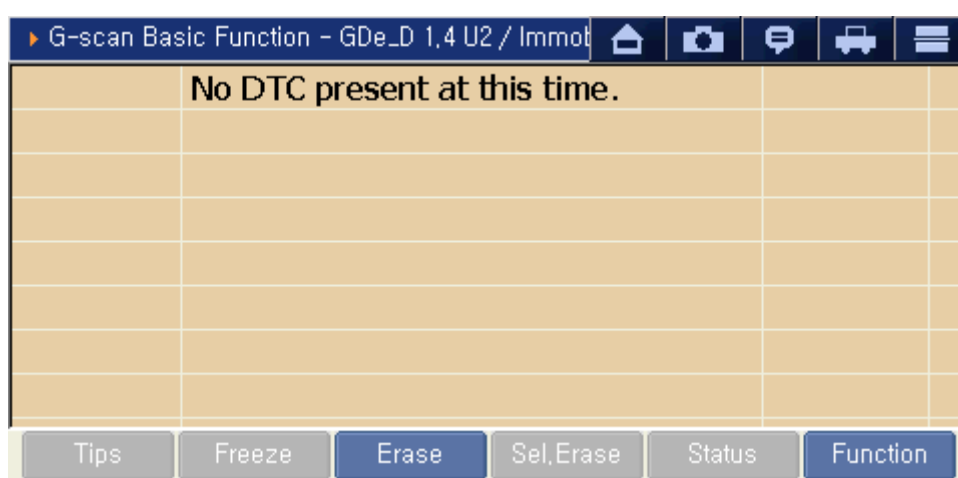 G-scan Basic Function - GDe_D 1,4 U2 / Immob
No DTC present at this time.
Tips Freeze Erase Sel,Erase Status Function